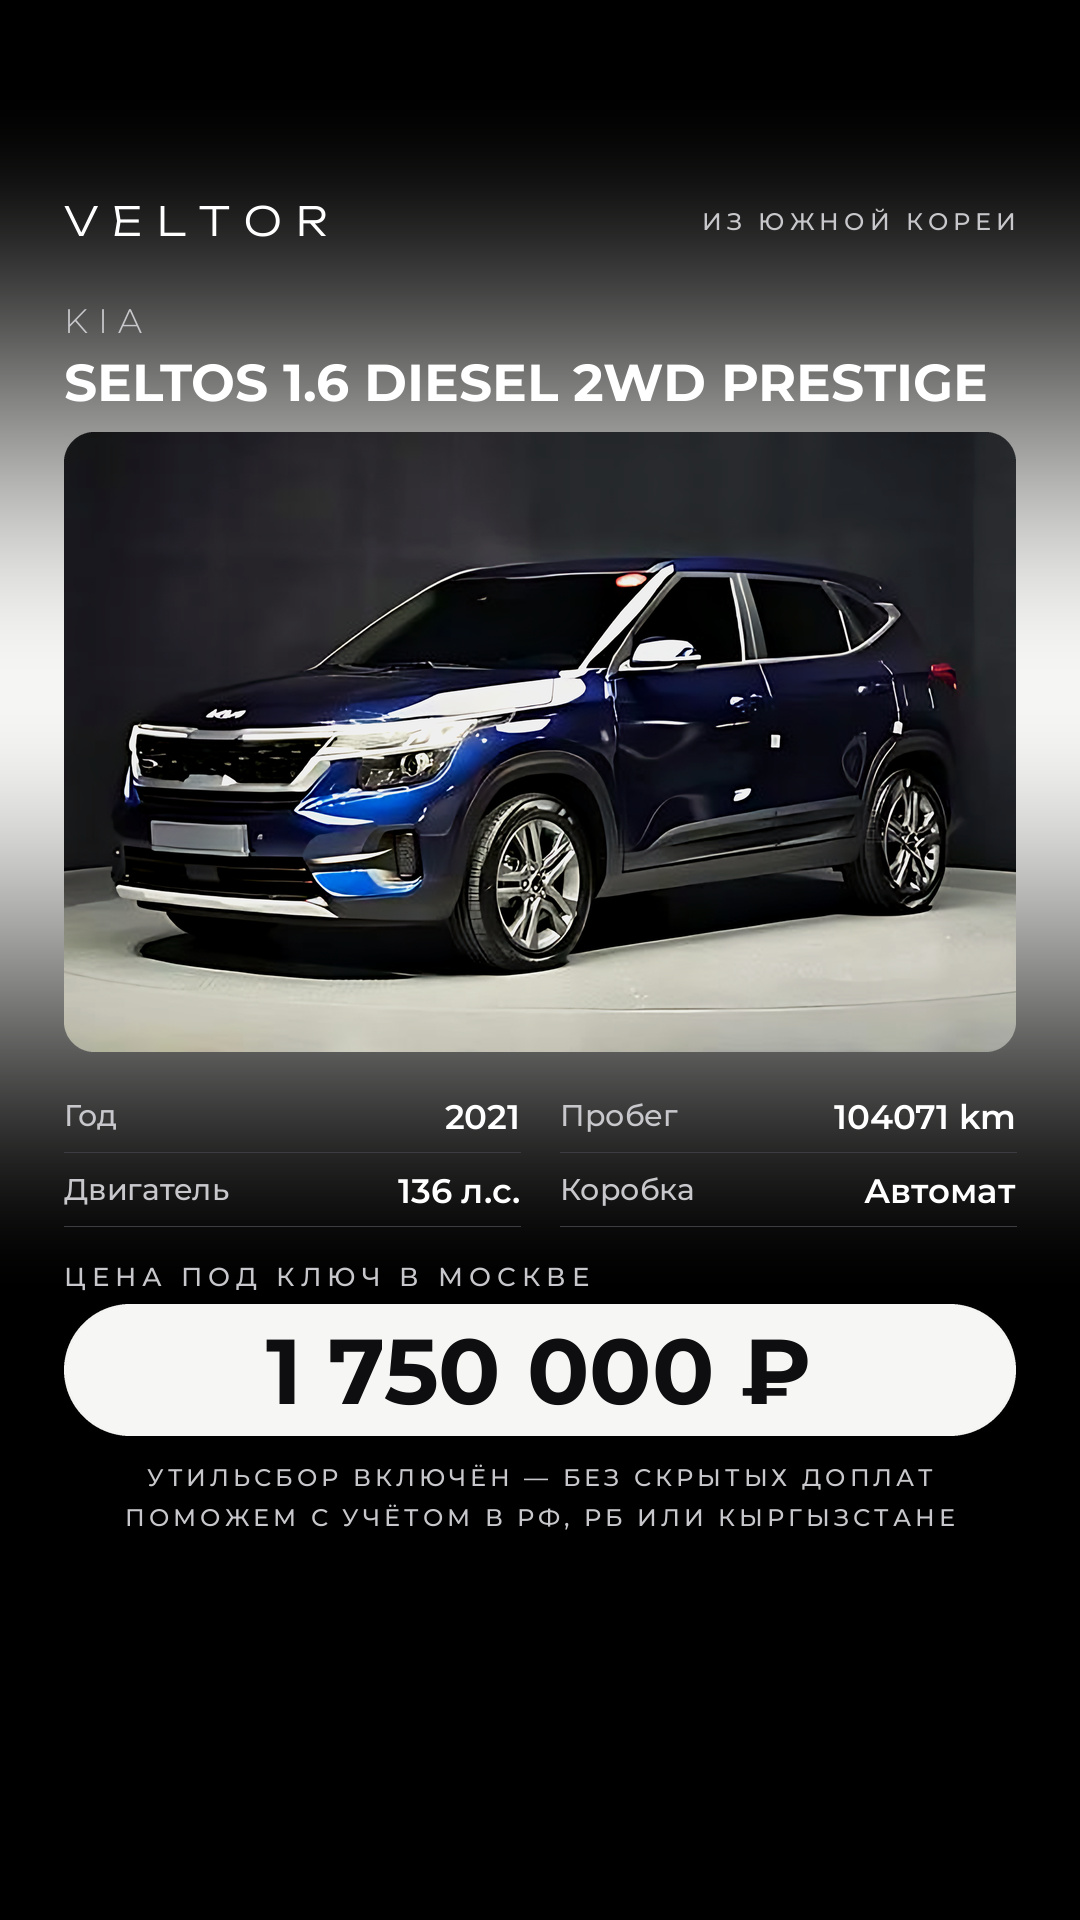 VELTOR
ИЗ ЮЖНОЙ КОРЕИ
KIA
SELTOS 1.6 DIESEL 2WD PRESTIGE
Год 2021 Пробег 104071 km
Двигатель 136 л.с. Коробка Автомат
ЦЕНА ПОД КЛЮЧ В МОСКВЕ
1 750 000 ₽
УТИЛЬСБОР ВКЛЮЧЁН — БЕЗ СКРЫТЫХ ДОПЛАТ
ПОМОЖЕМ С УЧЁТОМ В РФ, РБ ИЛИ КЫРГЫЗСТАНЕ